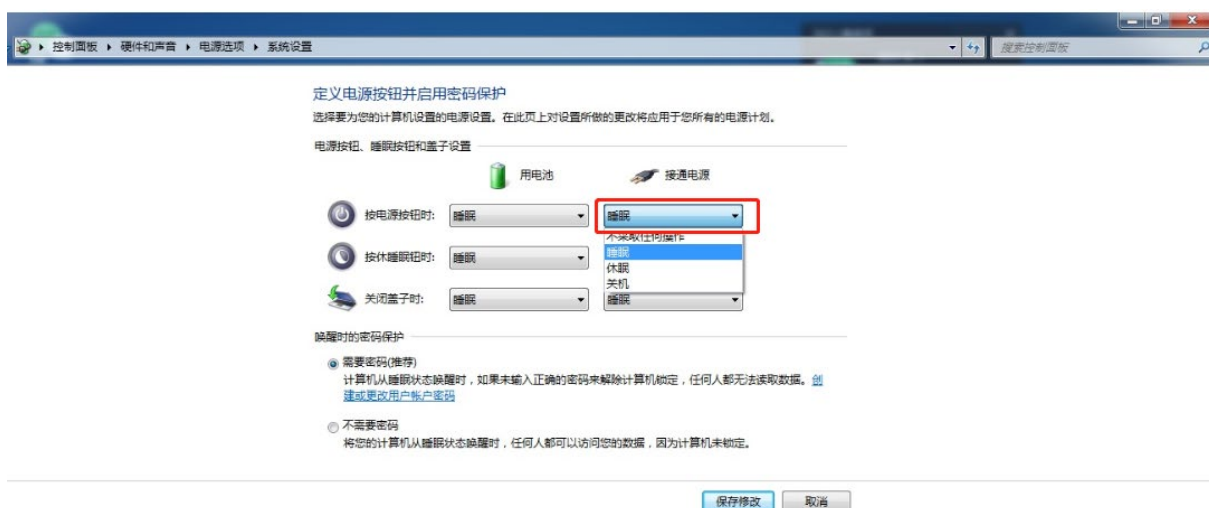 控制面板 ▸ 硬件和声音 ▸ 电源选项 ▸ 系统设置
搜索控制面板
定义电源按钮并启用密码保护
选择要为您的计算机设置的电源设置。在此页上对设置所做的更改将应用于您所有的电源计划。
电源按钮、睡眠按钮和盖子设置
用电池 接通电源
按电源按钮时: 睡眠 睡眠
不采取任何操作
按休睡眠钮时: 睡眠 睡眠
休眠
关机
关闭盖子时: 睡眠 睡眠
唤醒时的密码保护
需要密码(推荐)
计算机从睡眠状态唤醒时，如果未输入正确的密码来解除计算机锁定，任何人都无法读取数据。创
建或更改用户帐户密码
不需要密码
将您的计算机从睡眠状态唤醒时，任何人都可以访问您的数据，因为计算机未锁定。
保存修改 取消